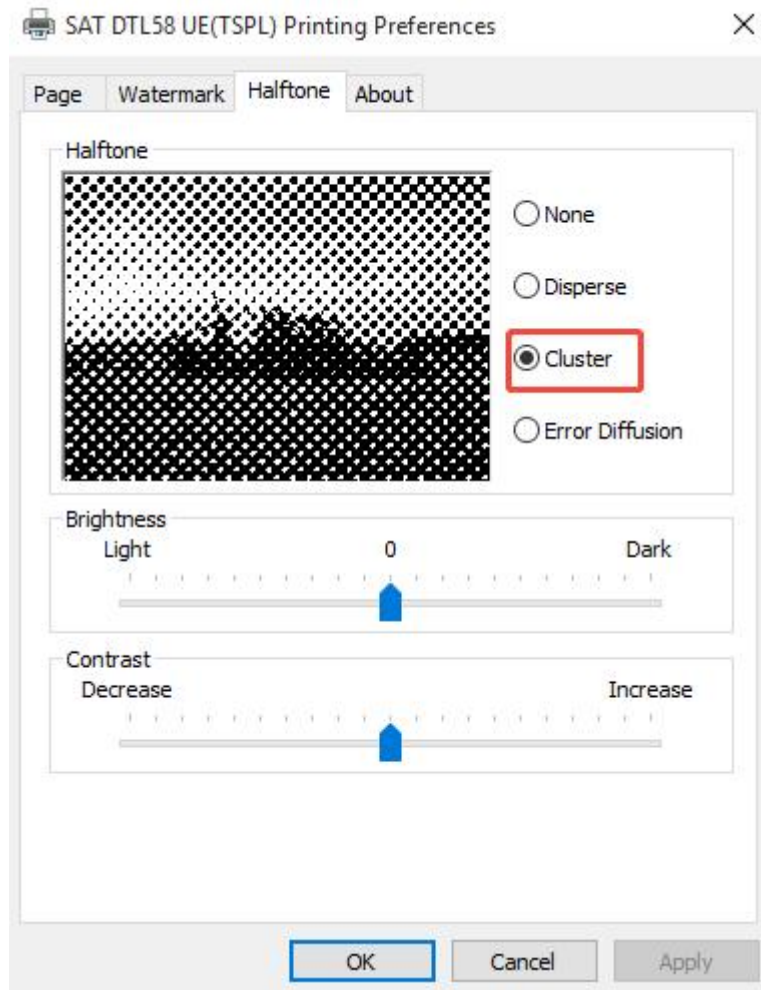 SAT DTL58 UE(TSPL) Printing Preferences
Page Watermark Halftone About
Halftone
None
Disperse
Cluster
Error Diffusion
Brightness
Light 0 Dark
Contrast
Decrease Increase
OK Cancel Apply